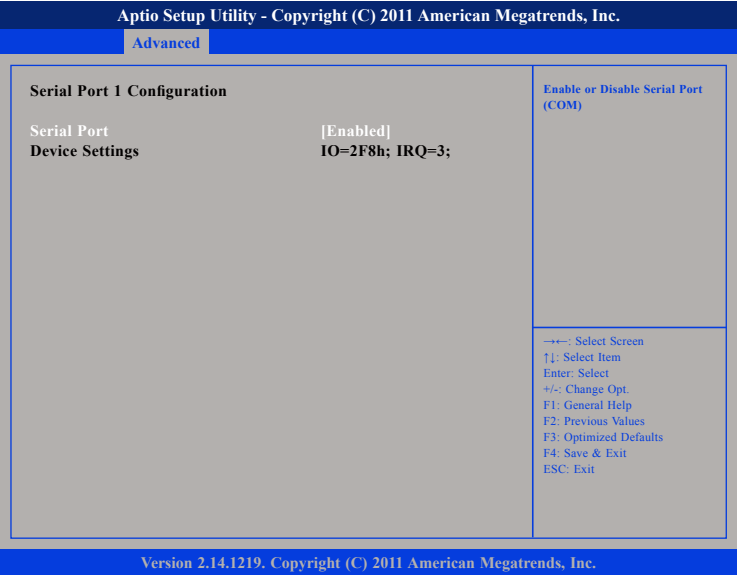 Aptio Setup Utility - Copyright (C) 2011 American Megatrends, Inc.
Advanced
Serial Port 1 Configuration
Serial Port [Enabled]
Device Settings IO=2F8h; IRQ=3;
Enable or Disable Serial Port
(COM)
→←: Select Screen
↑↓: Select Item
Enter: Select
+/-: Change Opt.
F1: General Help
F2: Previous Values
F3: Optimized Defaults
F4: Save & Exit
ESC: Exit
Version 2.14.1219. Copyright (C) 2011 American Megatrends, Inc.